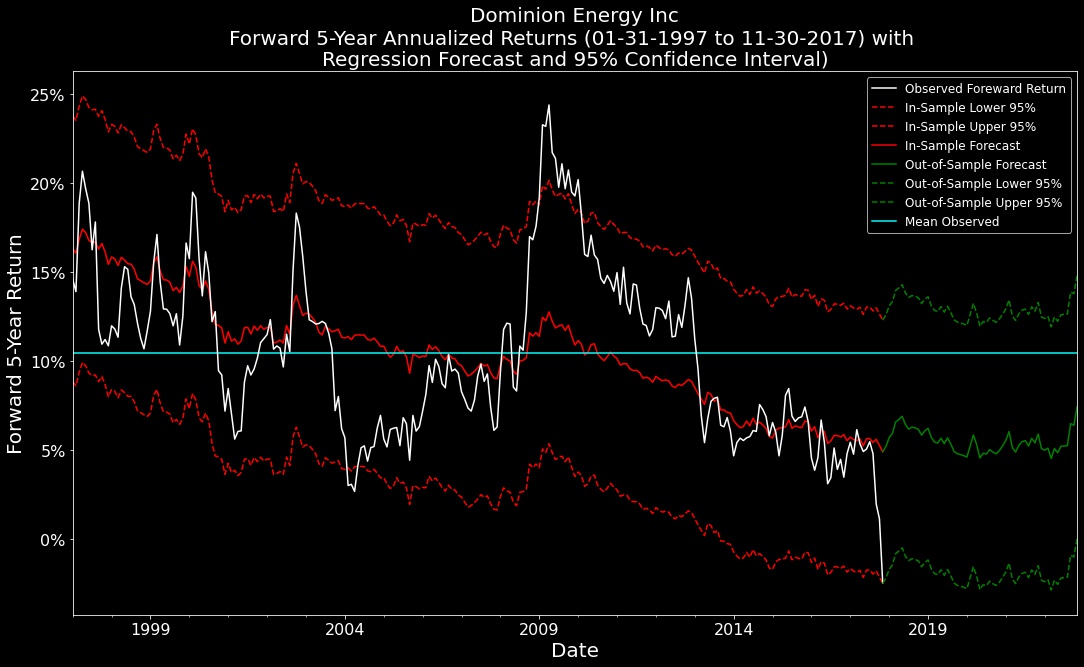 Dominion Energy Inc
Forward 5-Year Annualized Returns (01-31-1997 to 11-30-2017) with
Regression Forecast and 95% Confidence Interval)
Observed Foreward Return
In-Sample Lower 95%
In-Sample Upper 95%
In-Sample Forecast
Out-of-Sample Forecast
Out-of-Sample Lower 95%
Out-of-Sample Upper 95%
Mean Observed
Forward 5-Year Return
25%
20%
15%
10%
5%
0%
1999 2004 2009 2014 2019
Date